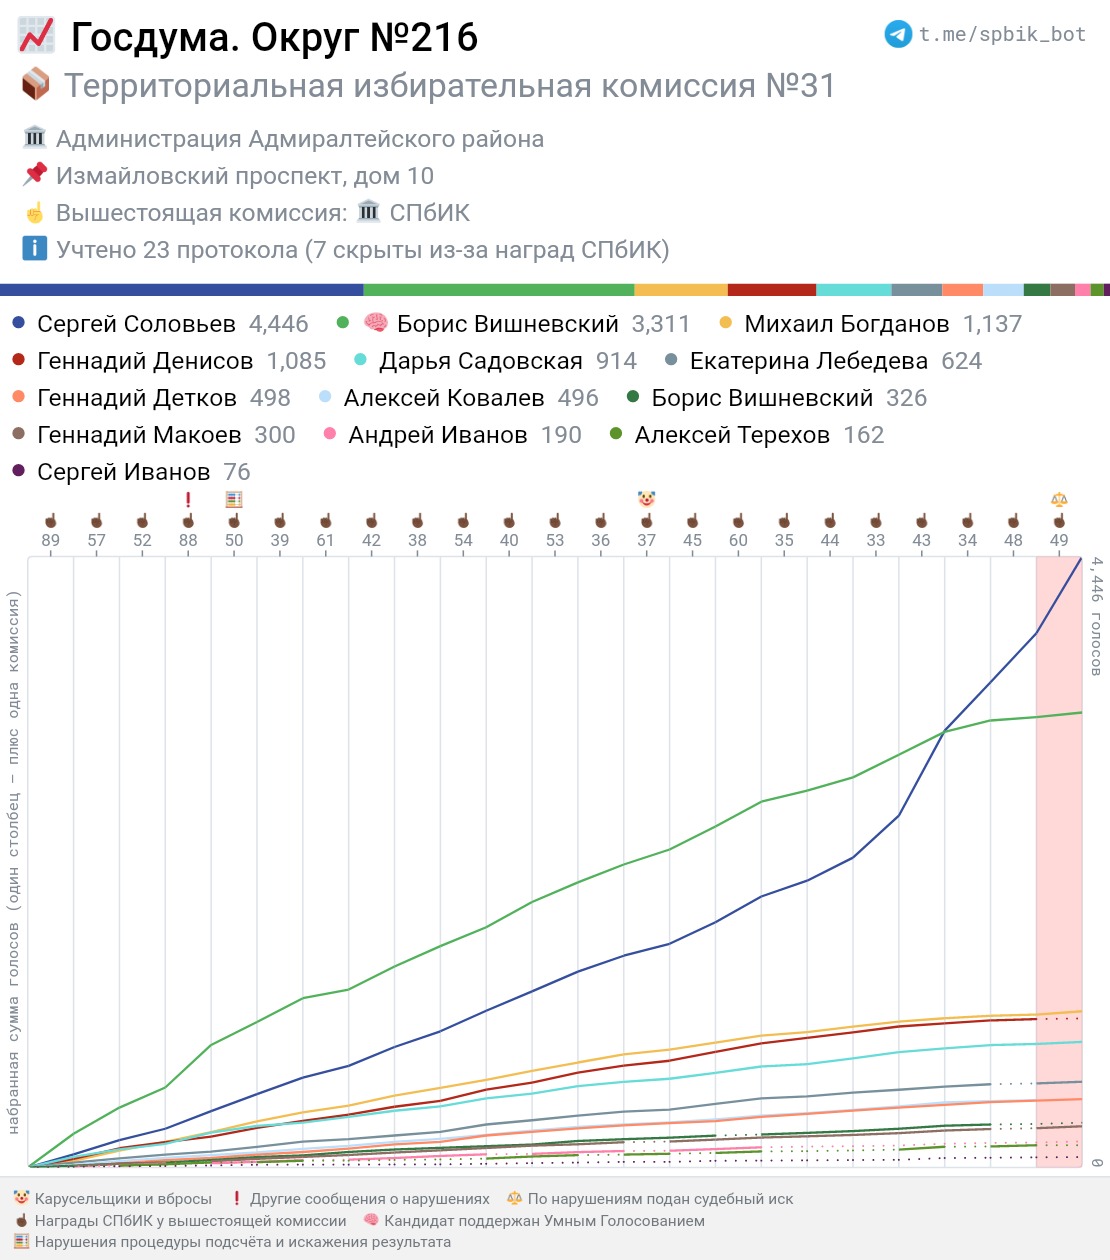 Госдума. Округ №216
t.me/spbik_bot
Территориальная избирательная комиссия №31
Администрация Адмиралтейского района
Измайловский проспект, дом 10
Вышестоящая комиссия: СПбИК
Учтено 23 протокола (7 скрыты из-за наград СПбИК)
Сергей Соловьев 4,446 Борис Вишневский 3,311 Михаил Богданов 1,137
Геннадий Денисов 1,085 Дарья Садовская 914 Екатерина Лебедева 624
Геннадий Детков 498 Алексей Ковалев 496 Борис Вишневский 326
Геннадий Макоев 300 Андрей Иванов 190 Алексей Терехов 162
Сергей Иванов 76
89 57 52 88 50 39 61 42 38 54 40 53 36 37 45 60 35 44 33 43 34 48 49
набранная сумма голосов (один столбец – плюс одна комиссия)
4,446 голосов
0
Карусельщики и вбросы Другие сообщения о нарушениях По нарушениям подан судебный иск
Награды СПбИК у вышестоящей комиссии Кандидат поддержан Умным Голосованием
Нарушения процедуры подсчёта и искажения результата